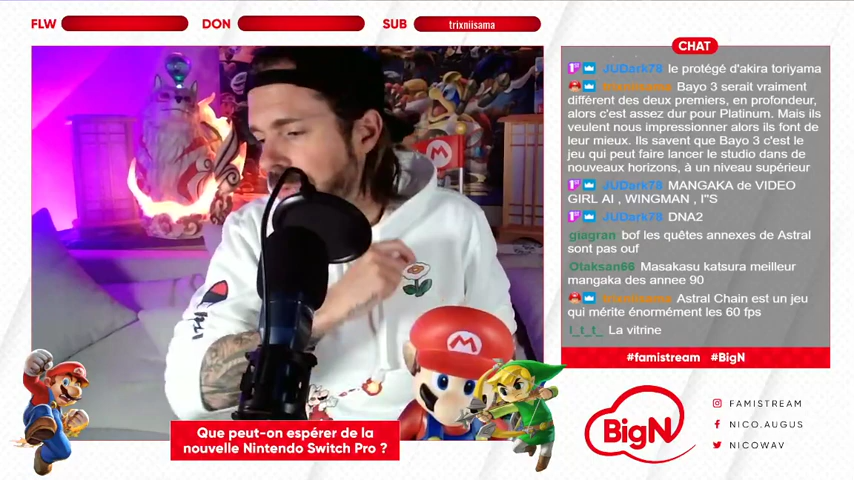 FLW
DON
SUB
trixniisama
CHAT
JUDark78 le protégé d'akira toriyama
trixniisama Bayo 3 serait vraiment
différent des deux premiers, en profondeur,
alors c'est assez dur pour Platinum. Mais ils
veulent nous impressionner alors ils font de
leur mieux. Ils savent que Bayo 3 c'est le
jeu qui peut faire lancer le studio dans de
nouveaux horizons, à un niveau supérieur
JUDark78 MANGAKA de VIDEO
GIRL AI , WINGMAN , I"S
JUDark78 DNA2
giagran bof les quêtes annexes de Astral
sont pas ouf
Otaksan66 Masakasu katsura meilleur
mangaka des annee 90
trixniisama Astral Chain est un jeu
qui mérite énormément les 60 fps
l_t_t_ La vitrine
#famistream #BigN
Que peut-on espérer de la
nouvelle Nintendo Switch Pro ?
BigN
FAMISTREAM
NICO.AUGUS
NICOWAV